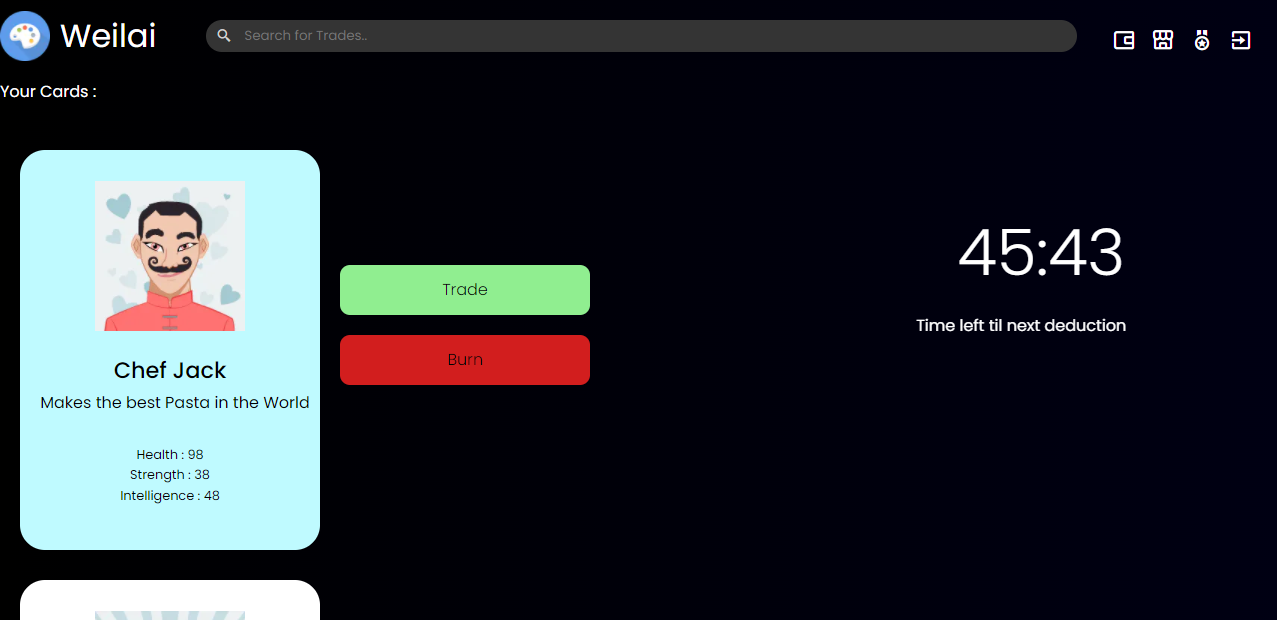 Weilai
Search for Trades..
Your Cards :
Chef Jack
Makes the best Pasta in the World
Health : 98
Strength : 38
Intelligence : 48
Trade
Burn
45:43
Time left til next deduction